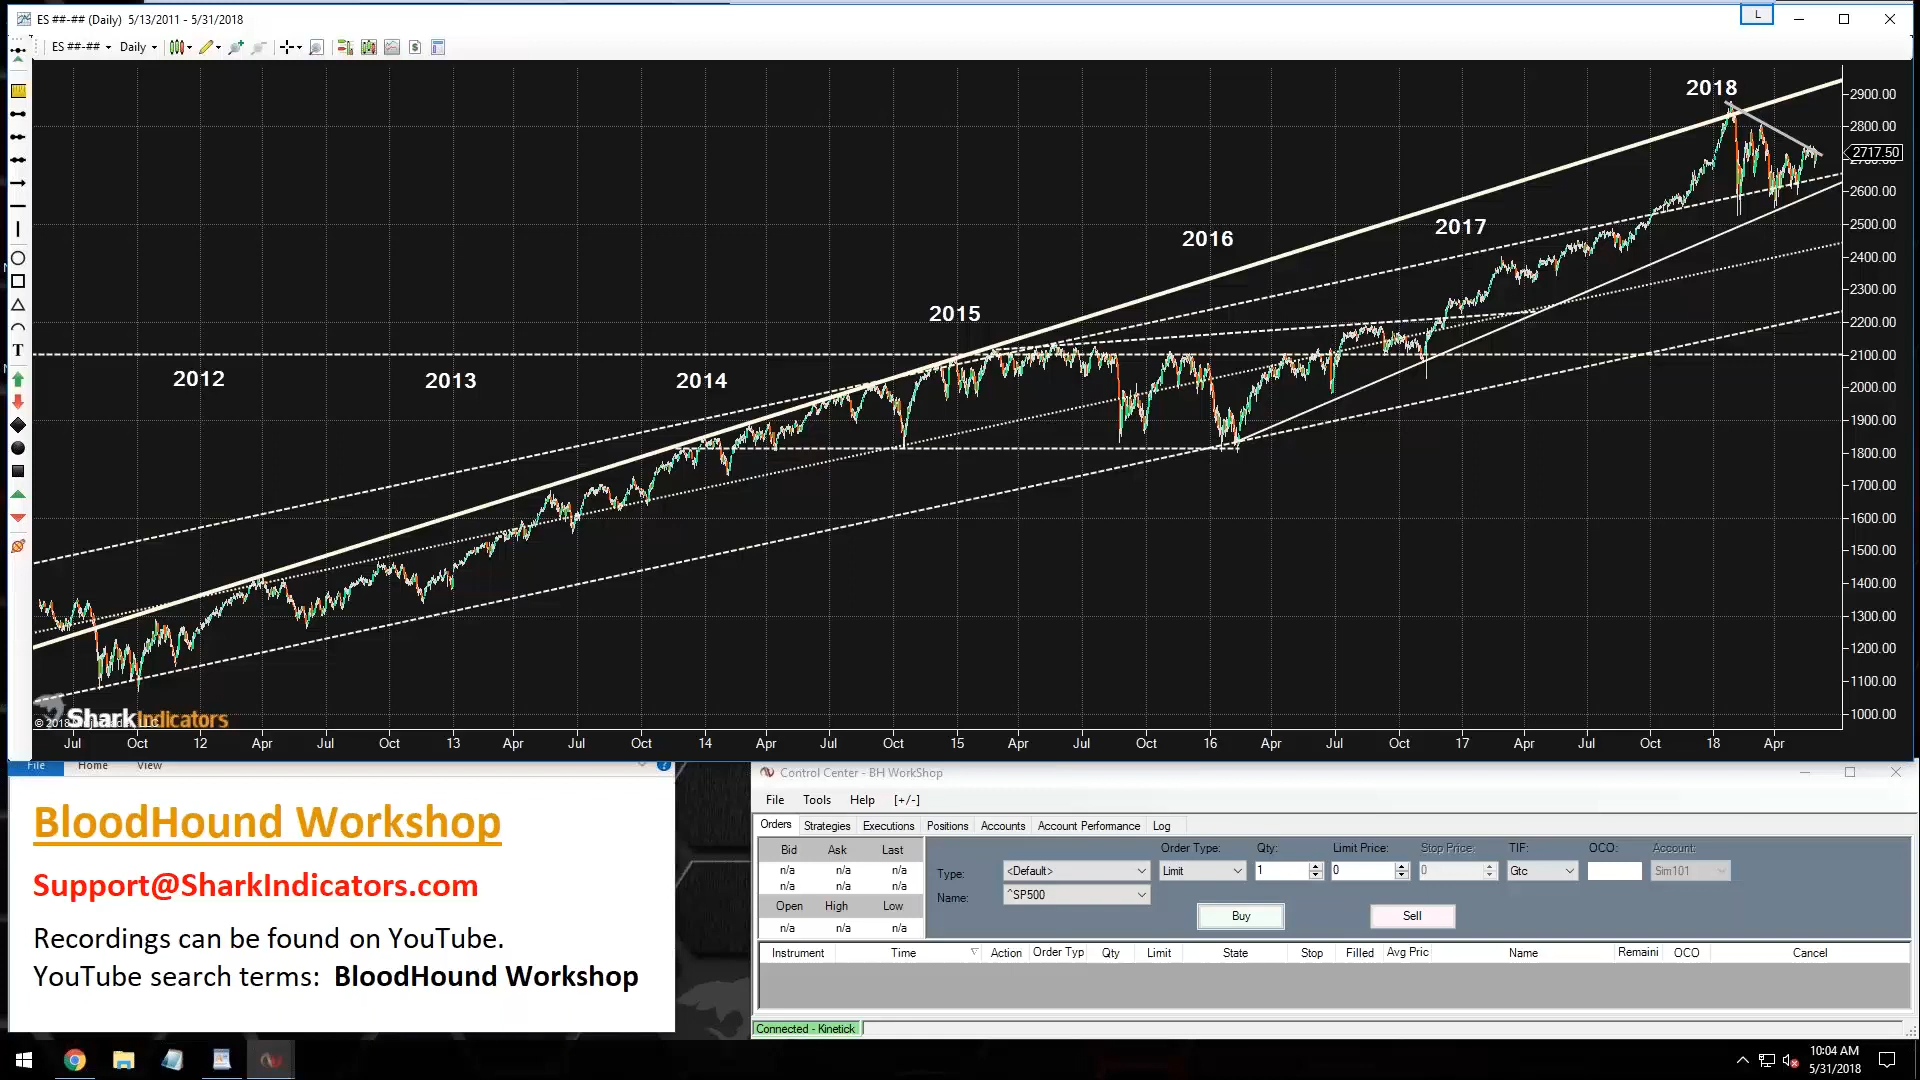 ES ##-## (Daily) 5/13/2011 - 5/31/2018
L
ES ##-## Daily
2018
2900.00
2800.00
2717.50
2600.00
2017
2500.00
2016
2400.00
2300.00
2015
2200.00
2100.00
2012 2013 2014
2000.00
1900.00
1800.00
1700.00
1600.00
1500.00
1400.00
1300.00
1200.00
1100.00
1000.00
T
SharkIndicators
© 2018
Jul Oct 12 Apr Jul Oct 13 Apr Jul Oct 14 Apr Jul Oct 15 Apr Jul Oct 16 Apr Jul Oct 17 Apr Jul Oct 18 Apr
File Home View
BloodHound Workshop
Support@SharkIndicators.com
Recordings can be found on YouTube.
YouTube search terms: BloodHound Workshop
Control Center - BH WorkShop
File Tools Help [+/-]
Orders Strategies Executions Positions Accounts Account Performance Log
Bid Ask Last
n/a n/a n/a
n/a n/a n/a
Open High Low
n/a n/a n/a
Order Type: Qty: Limit Price: Stop Price: TIF: OCO: Account:
Type: <Default> Limit 1 0 0 Gtc Sim101
Name: ^SP500
Buy Sell
Instrument Time Action Order Typ Qty Limit State Stop Filled Avg Pric Name Remaini OCO Cancel
Connected - Kinetick
10:04 AM
5/31/2018